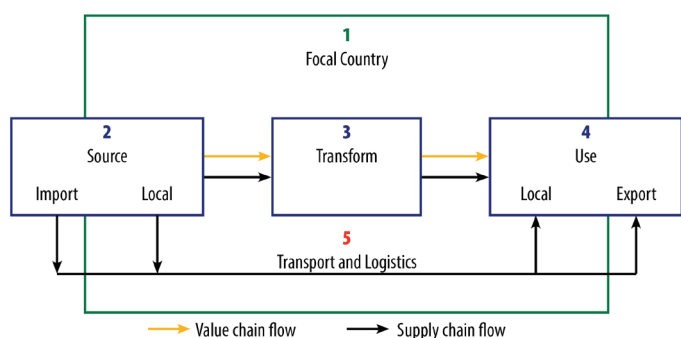 1
Focal Country
2
Source
Import Local
3
Transform
4
Use
Local Export
5
Transport and Logistics
Value chain flow
Supply chain flow